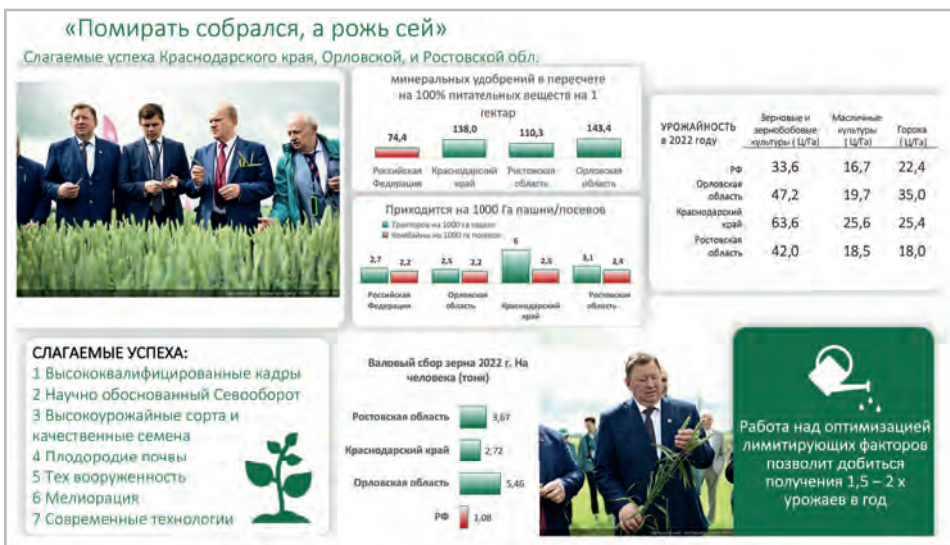 «Помирать собрался, а рожь сей»
Слагаемые успеха Краснодарского края, Орловской, и Ростовской обл.
минеральных удобрений в пересчете
на 100% питательных веществ на 1
гектар
74,4 138,0 110,3 143,4
Российская Федерация
Краснодарский край
Ростовская область
Орловская область
Приходится на 1000 Га пашни/посевов
Тракторов на 1000 га пашни
Комбайны на 1000 га посевов
2,7 2,2 2,5 2,2 6 2,5 3,1 2,4
Российская Федерация
Орловская область
Краснодарский край
Ростовская область
УРОЖАЙНОСТЬ в 2022 году
Зерновые и зернобобовые культуры ( Ц/Га)
Масличные культуры ( Ц/Га)
Гороха ( Ц/Га)
РФ 33,6 16,7 22,4
Орловская область 47,2 19,7 35,0
Краснодарский край 63,6 25,6 25,4
Ростовская область 42,0 18,5 18,0
СЛАГАЕМЫЕ УСПЕХА:
1 Высококвалифицированные кадры
2 Научно обоснованный Севооборот
3 Высокоурожайные сорта и
качественные семена
4 Плодородие почвы
5 Тех вооруженность
6 Мелиорация
7 Современные технологии
Валовый сбор зерна 2022 г. На
человека (тонн)
Ростовская область 3,67
Краснодарский край 2,72
Орловская область 5,46
РФ 1,08
Работа над оптимизацией
лимитирующих факторов
позволит добиться
получения 1,5 – 2 х
урожаев в год